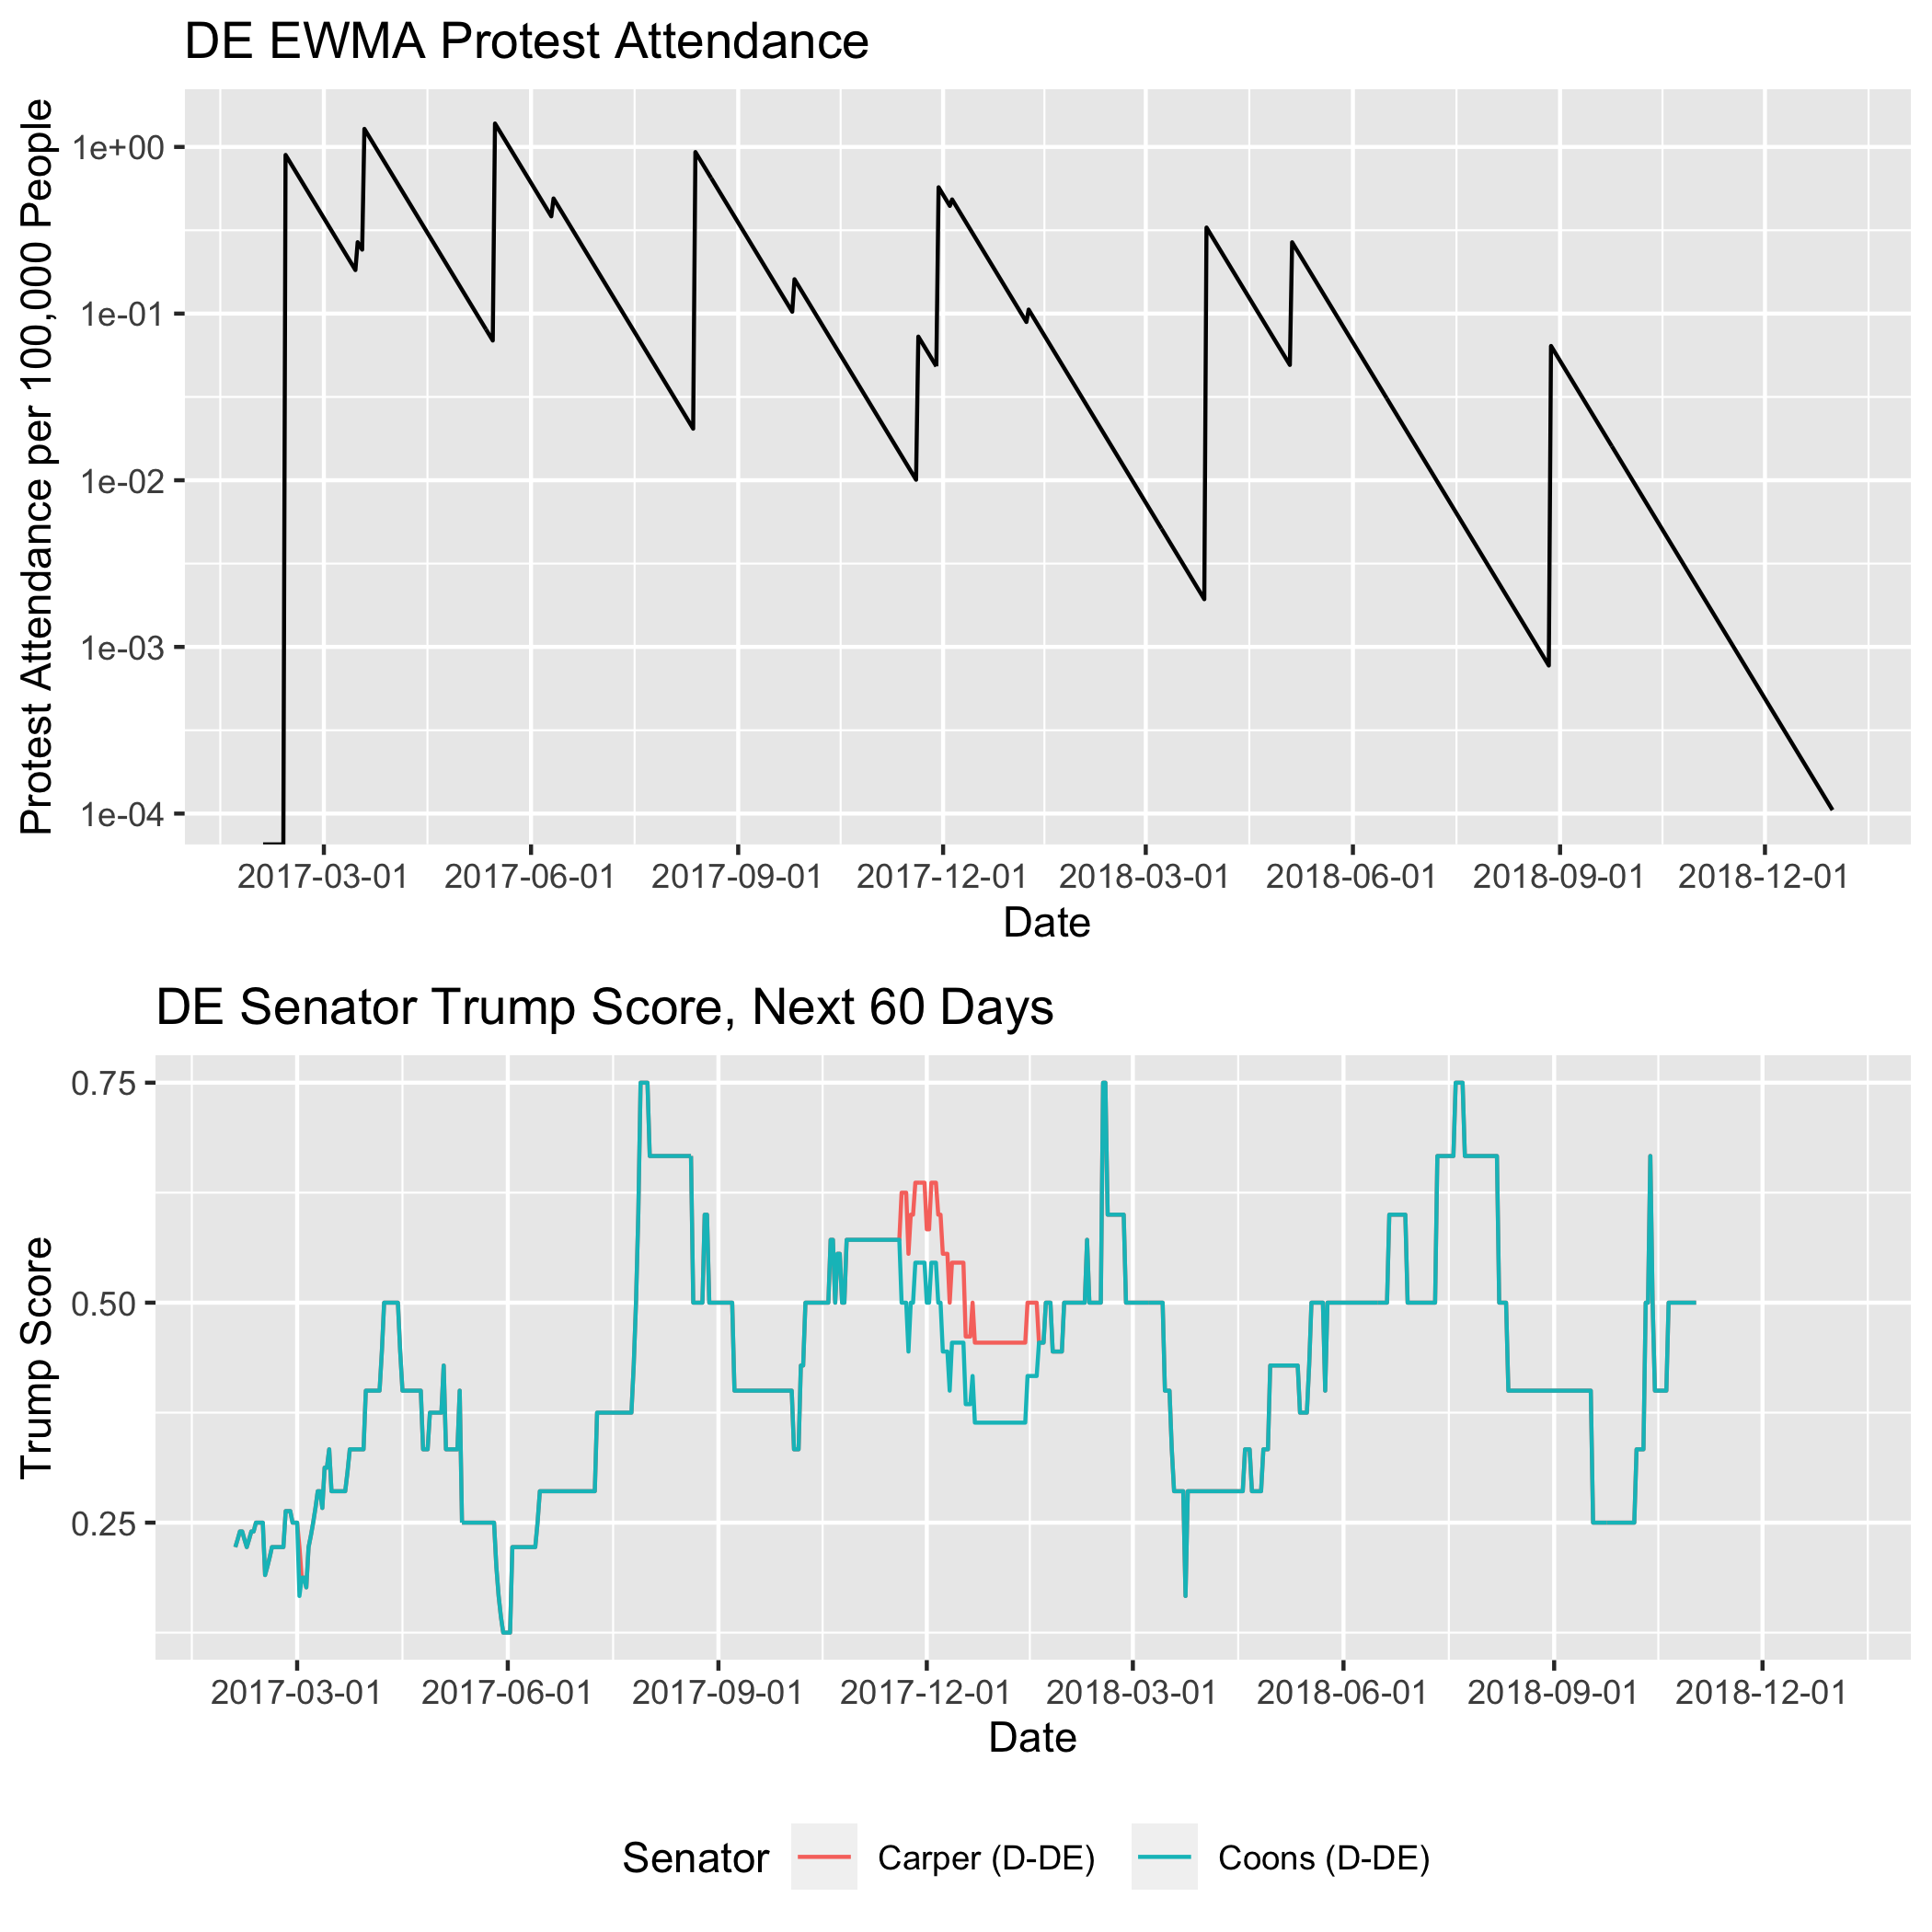 DE EWMA Protest Attendance
Protest Attendance per 100,000 People
1e+00
1e-01
1e-02
1e-03
1e-04
2017-03-01 2017-06-01 2017-09-01 2017-12-01 2018-03-01 2018-06-01 2018-09-01 2018-12-01
Date
DE Senator Trump Score, Next 60 Days
Trump Score
0.75
0.50
0.25
2017-03-01 2017-06-01 2017-09-01 2017-12-01 2018-03-01 2018-06-01 2018-09-01 2018-12-01
Date
Senator Carper (D-DE) Coons (D-DE)